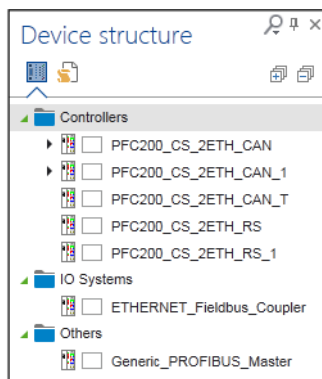 Device structure
Controllers
PFC200_CS_2ETH_CAN
PFC200_CS_2ETH_CAN_1
PFC200_CS_2ETH_CAN_T
PFC200_CS_2ETH_RS
PFC200_CS_2ETH_RS_1
IO Systems
ETHERNET_Fieldbus_Coupler
Others
Generic_PROFIBUS_Master